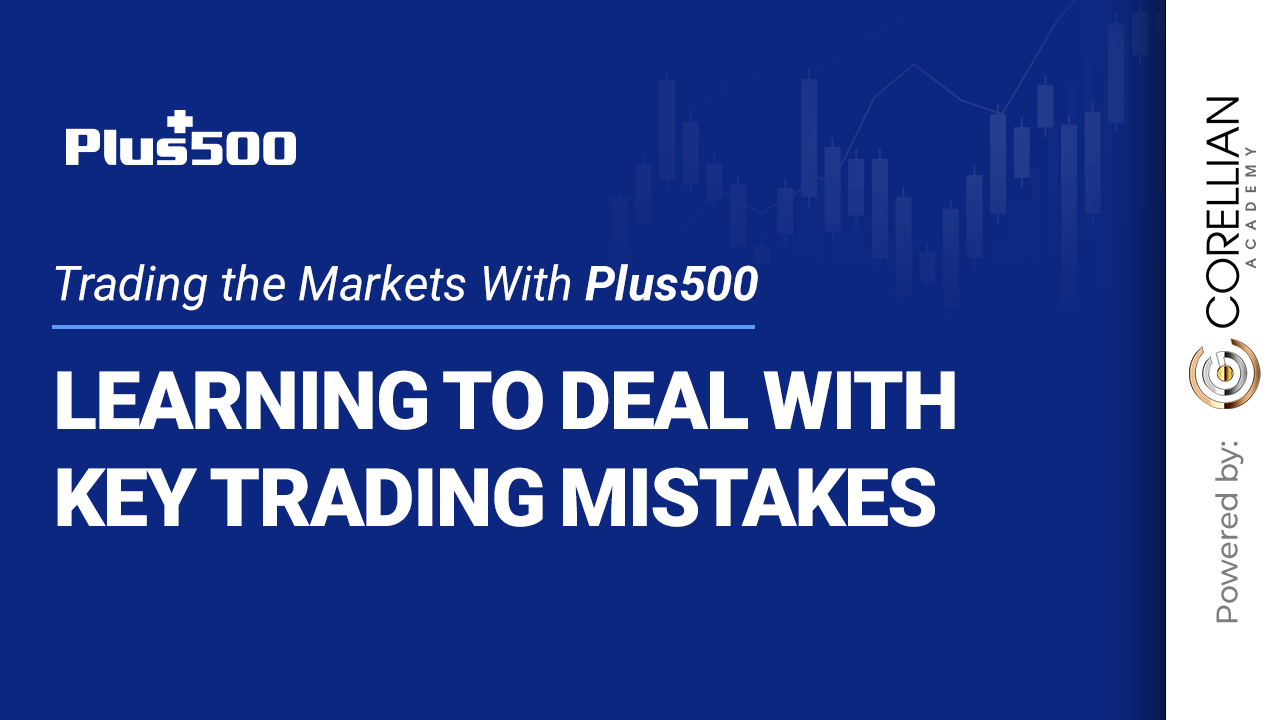 Plus500
Trading the Markets With Plus500
LEARNING TO DEAL WITH
KEY TRADING MISTAKES
Powered by:
CORELLIAN
ACADEMY